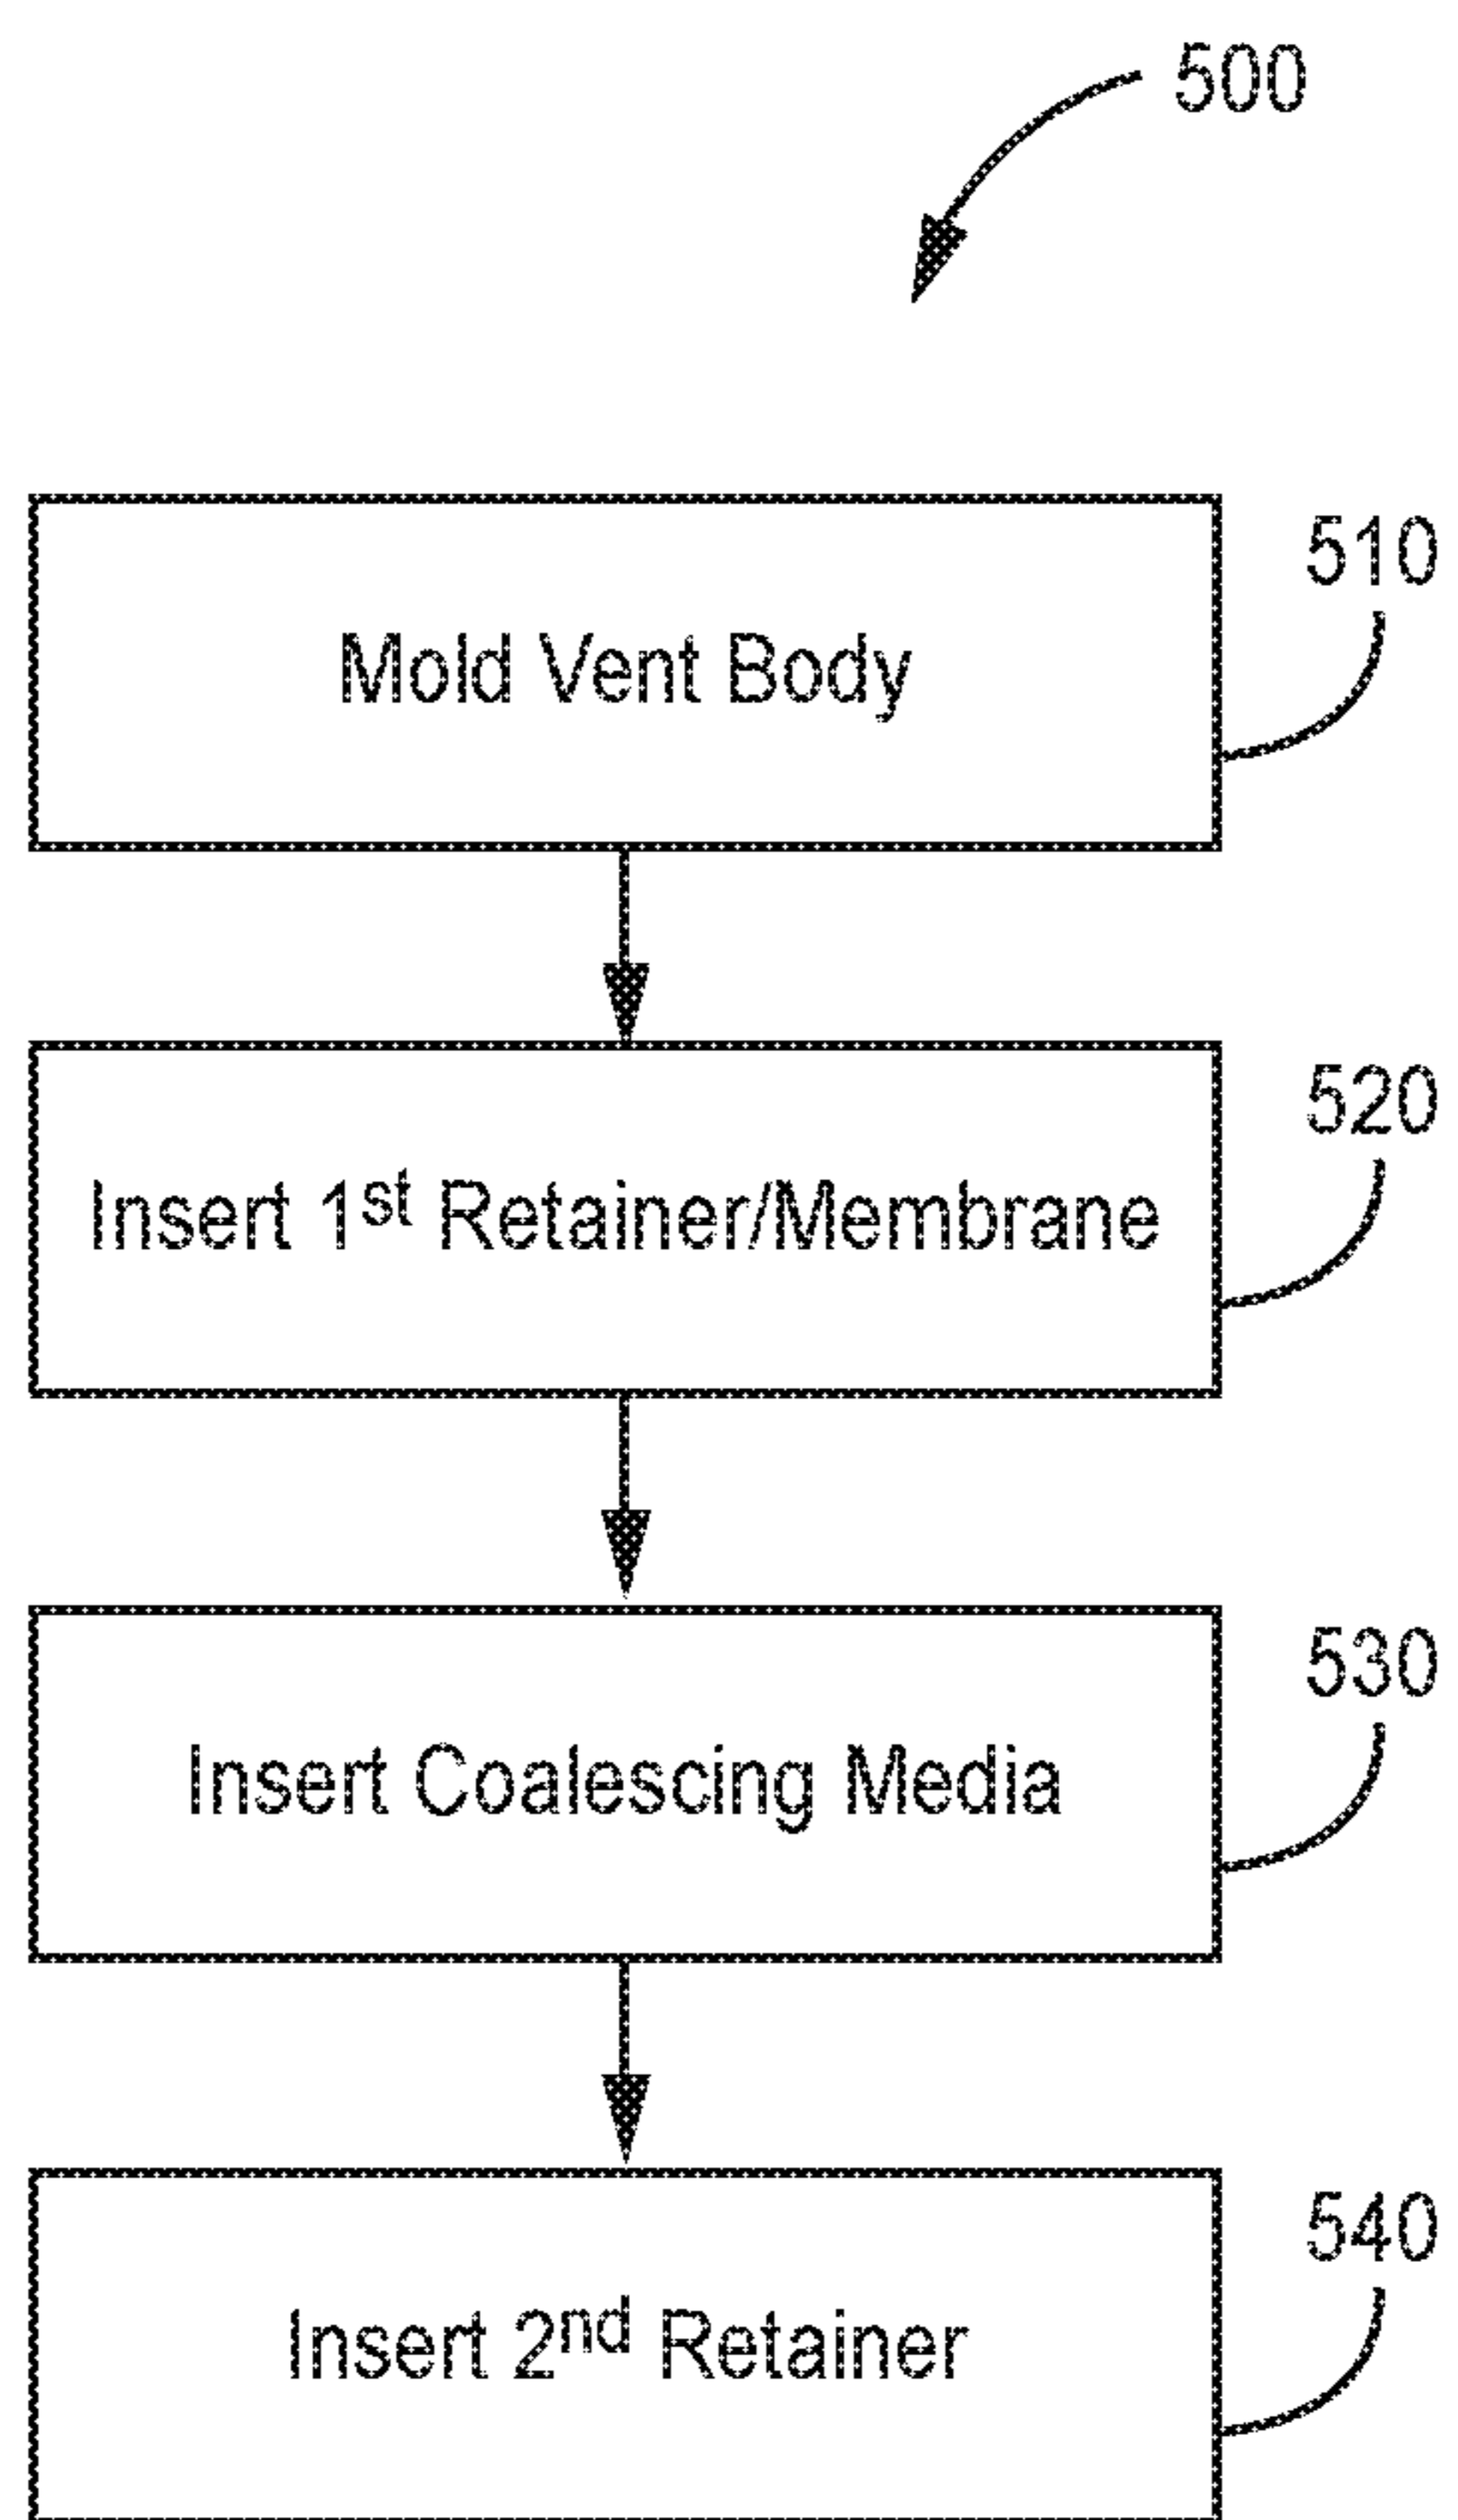 500
510
Mold Vent Body
520
Insert 1st Retainer/Membrane
530
Insert Coalescing Media
540
Insert 2nd Retainer